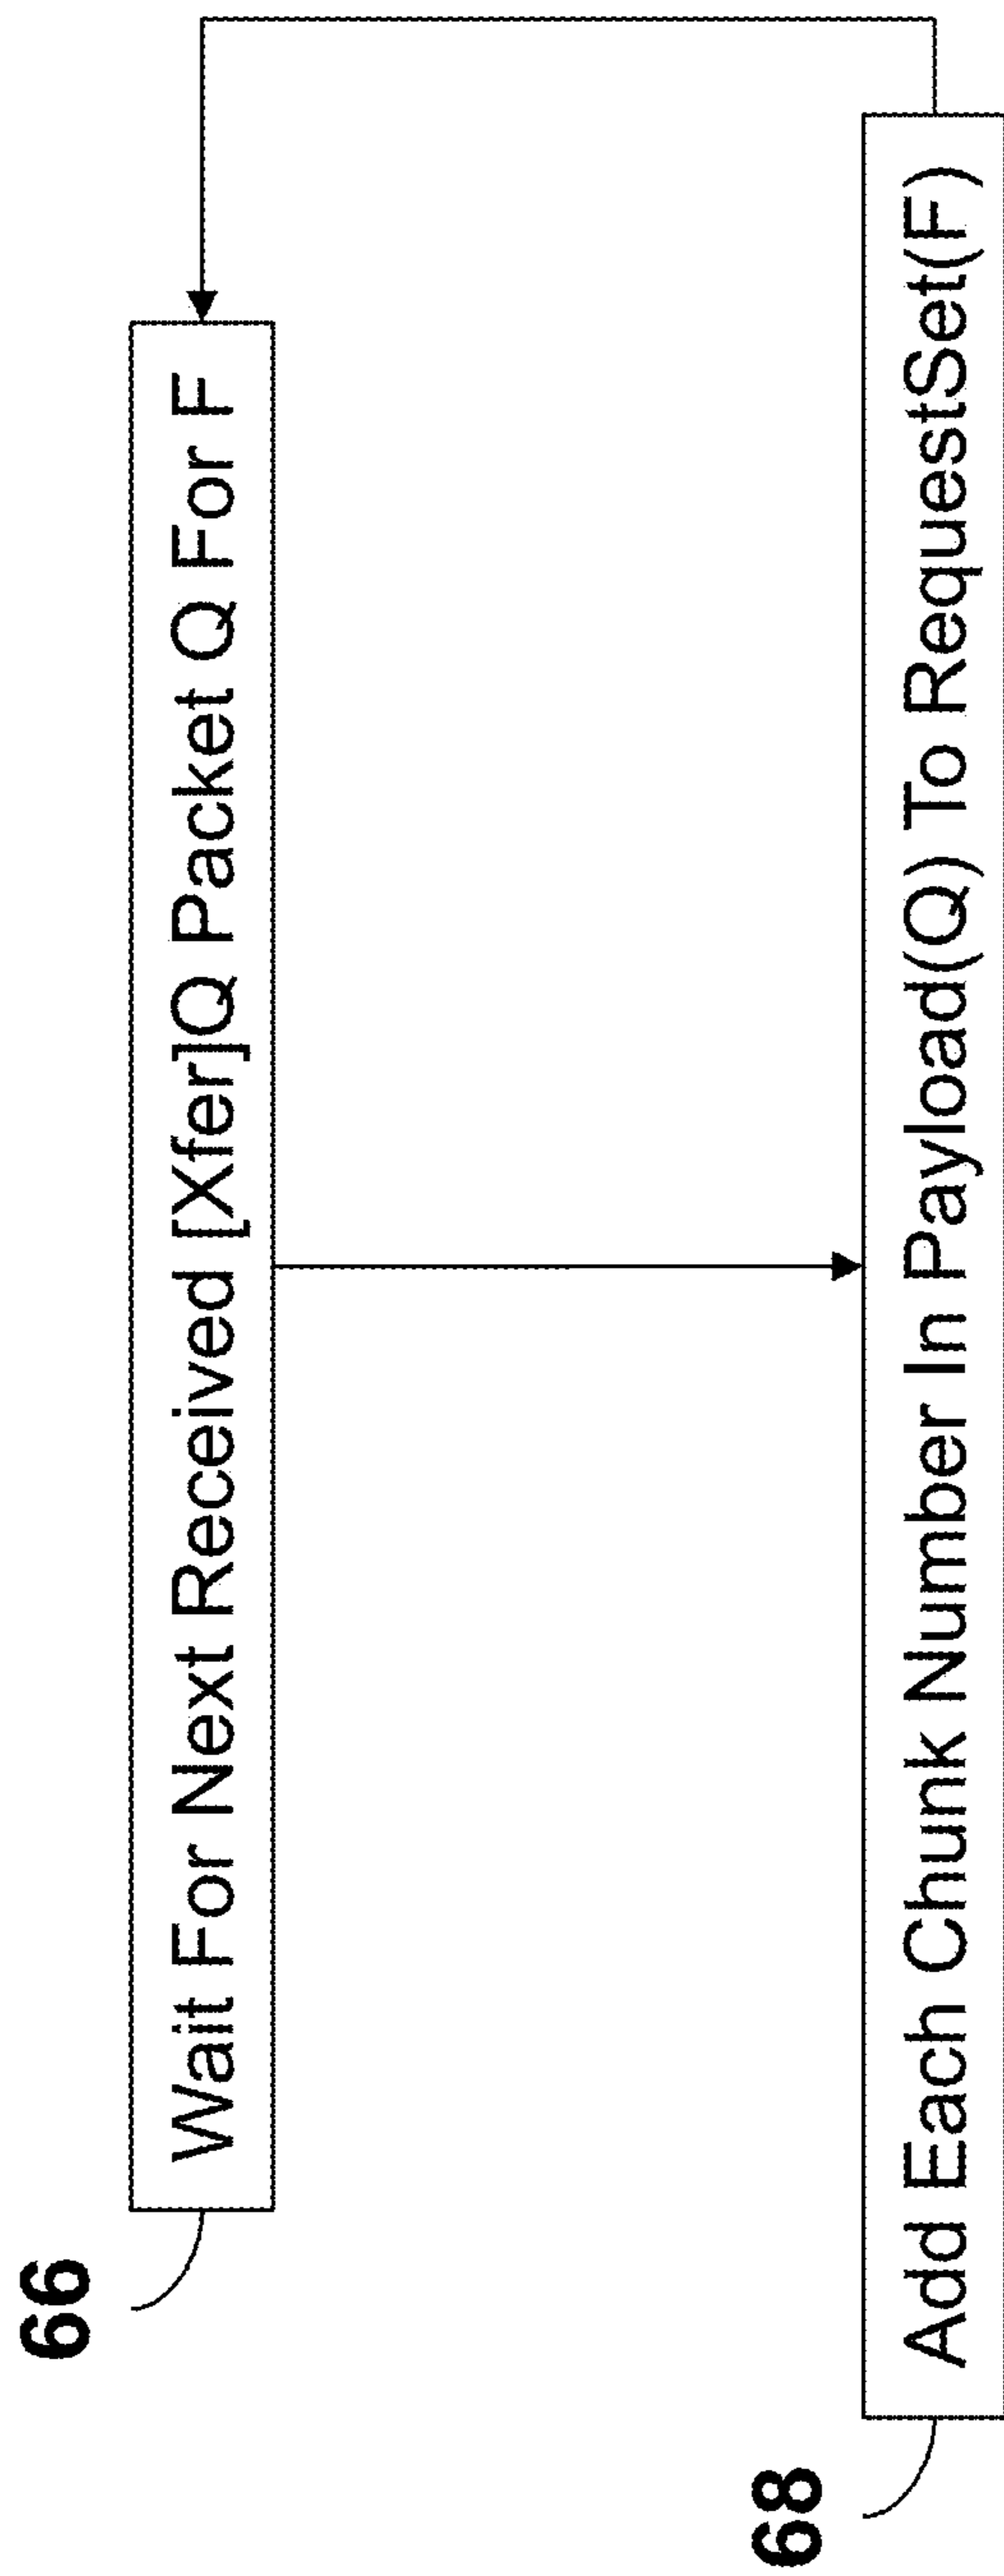 66
Wait For Next Received [Xfer]Q Packet Q For F
68
Add Each Chunk Number In Payload(Q) To RequestSet(F)